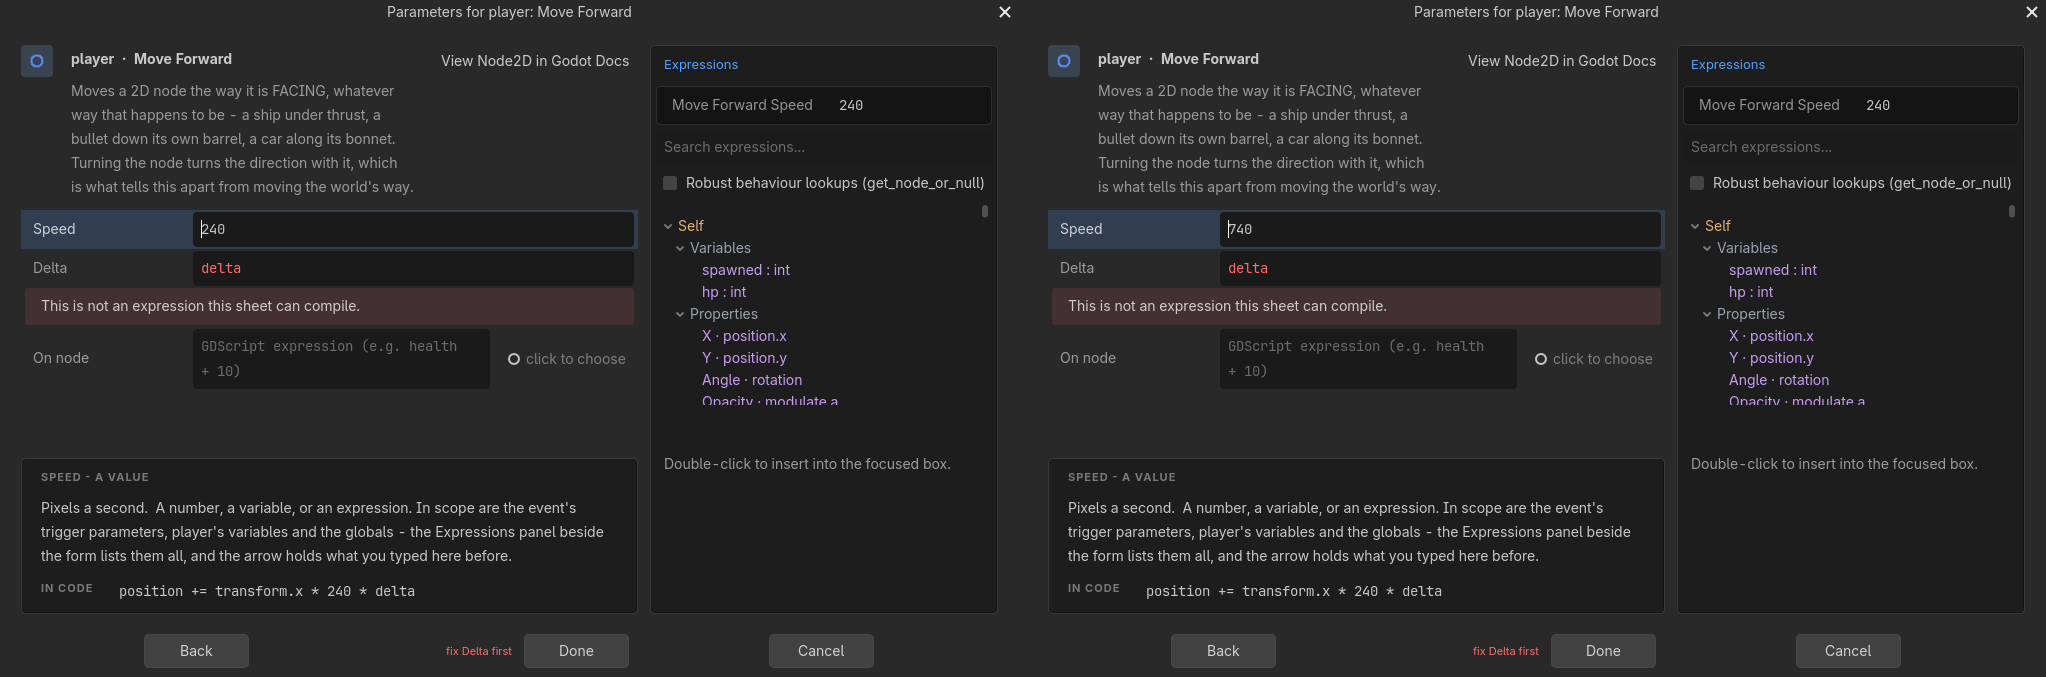 Parameters for player: Move Forward
player · Move Forward
View Node2D in Godot Docs
Moves a 2D node the way it is FACING, whatever
way that happens to be - a ship under thrust, a
bullet down its own barrel, a car along its bonnet.
Turning the node turns the direction with it, which
is what tells this apart from moving the world's way.
Speed 240
Delta delta
This is not an expression this sheet can compile.
On node GDScript expression (e.g. health
+ 10)
click to choose
SPEED - A VALUE
Pixels a second.  A number, a variable, or an expression. In scope are the event's
trigger parameters, player's variables and the globals - the Expressions panel beside
the form lists them all, and the arrow holds what you typed here before.
IN CODE position += transform.x * 240 * delta
Expressions
Move Forward Speed 240
Search expressions...
Robust behaviour lookups (get_node_or_null)
Self
Variables
spawned : int
hp : int
Properties
X · position.x
Y · position.y
Angle · rotation
Opacity · modulate.a
Double-click to insert into the focused box.
Back
fix Delta first
Done
Cancel
Parameters for player: Move Forward
player · Move Forward
View Node2D in Godot Docs
Moves a 2D node the way it is FACING, whatever
way that happens to be - a ship under thrust, a
bullet down its own barrel, a car along its bonnet.
Turning the node turns the direction with it, which
is what tells this apart from moving the world's way.
Speed 740
Delta delta
This is not an expression this sheet can compile.
On node GDScript expression (e.g. health
+ 10)
click to choose
SPEED - A VALUE
Pixels a second.  A number, a variable, or an expression. In scope are the event's
trigger parameters, player's variables and the globals - the Expressions panel beside
the form lists them all, and the arrow holds what you typed here before.
IN CODE position += transform.x * 240 * delta
Expressions
Move Forward Speed 240
Search expressions...
Robust behaviour lookups (get_node_or_null)
Self
Variables
spawned : int
hp : int
Properties
X · position.x
Y · position.y
Angle · rotation
Opacity · modulate.a
Double-click to insert into the focused box.
Back
fix Delta first
Done
Cancel